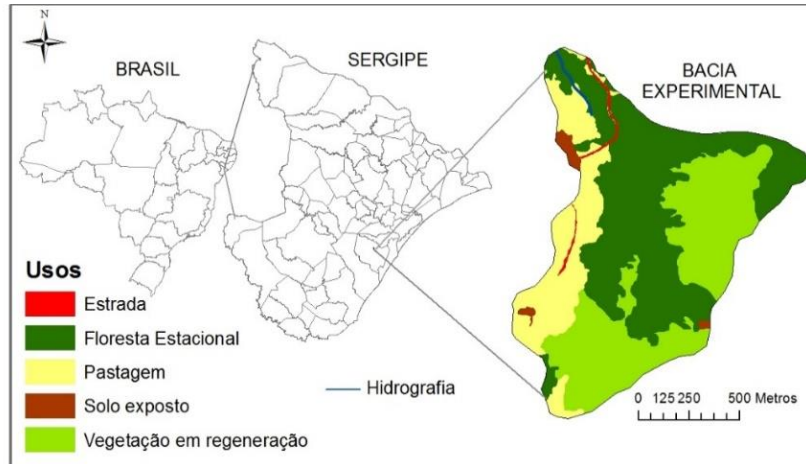 N
BRASIL
SERGIPE
BACIA
EXPERIMENTAL
Usos
Estrada
Floresta Estacional
Pastagem
Solo exposto
Vegetação em regeneração
Hidrografia
0 125 250 500 Metros